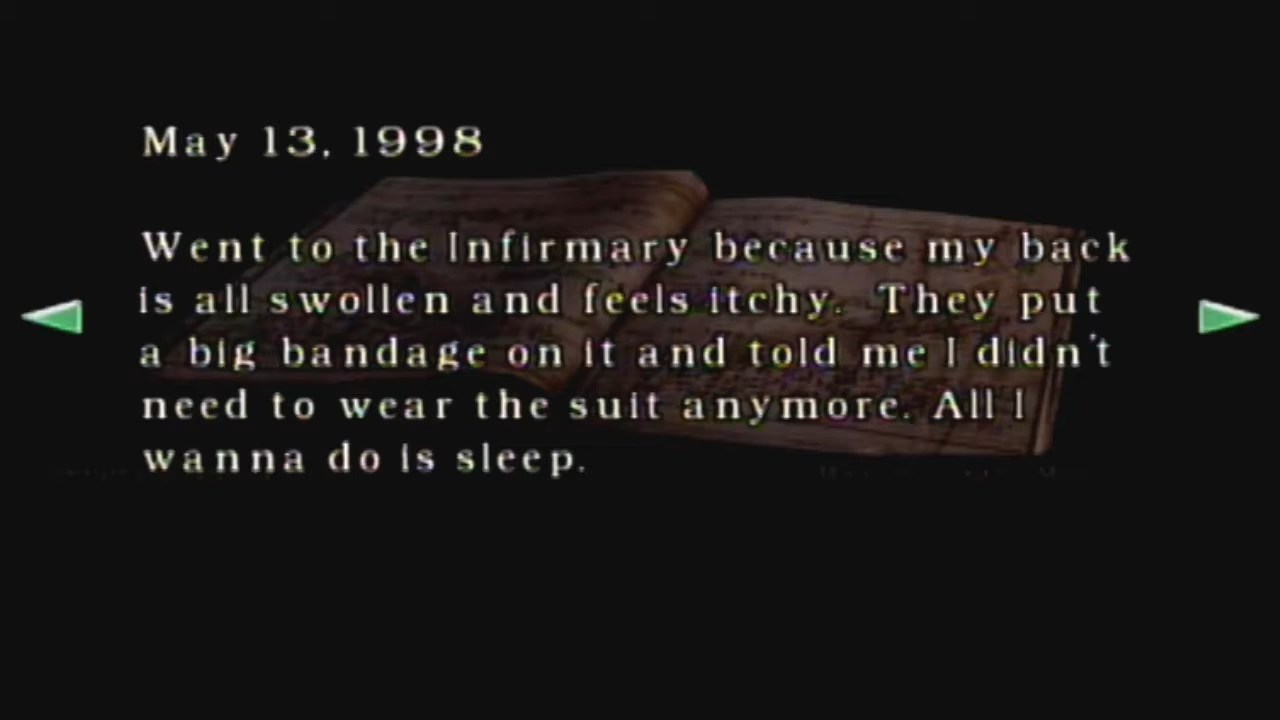 May 13, 1998
Went to the Infirmary because my back
is all swollen and feels itchy. They put
a big bandage on it and told me I didn't
need to wear the suit anymore. All I
wanna do is sleep.